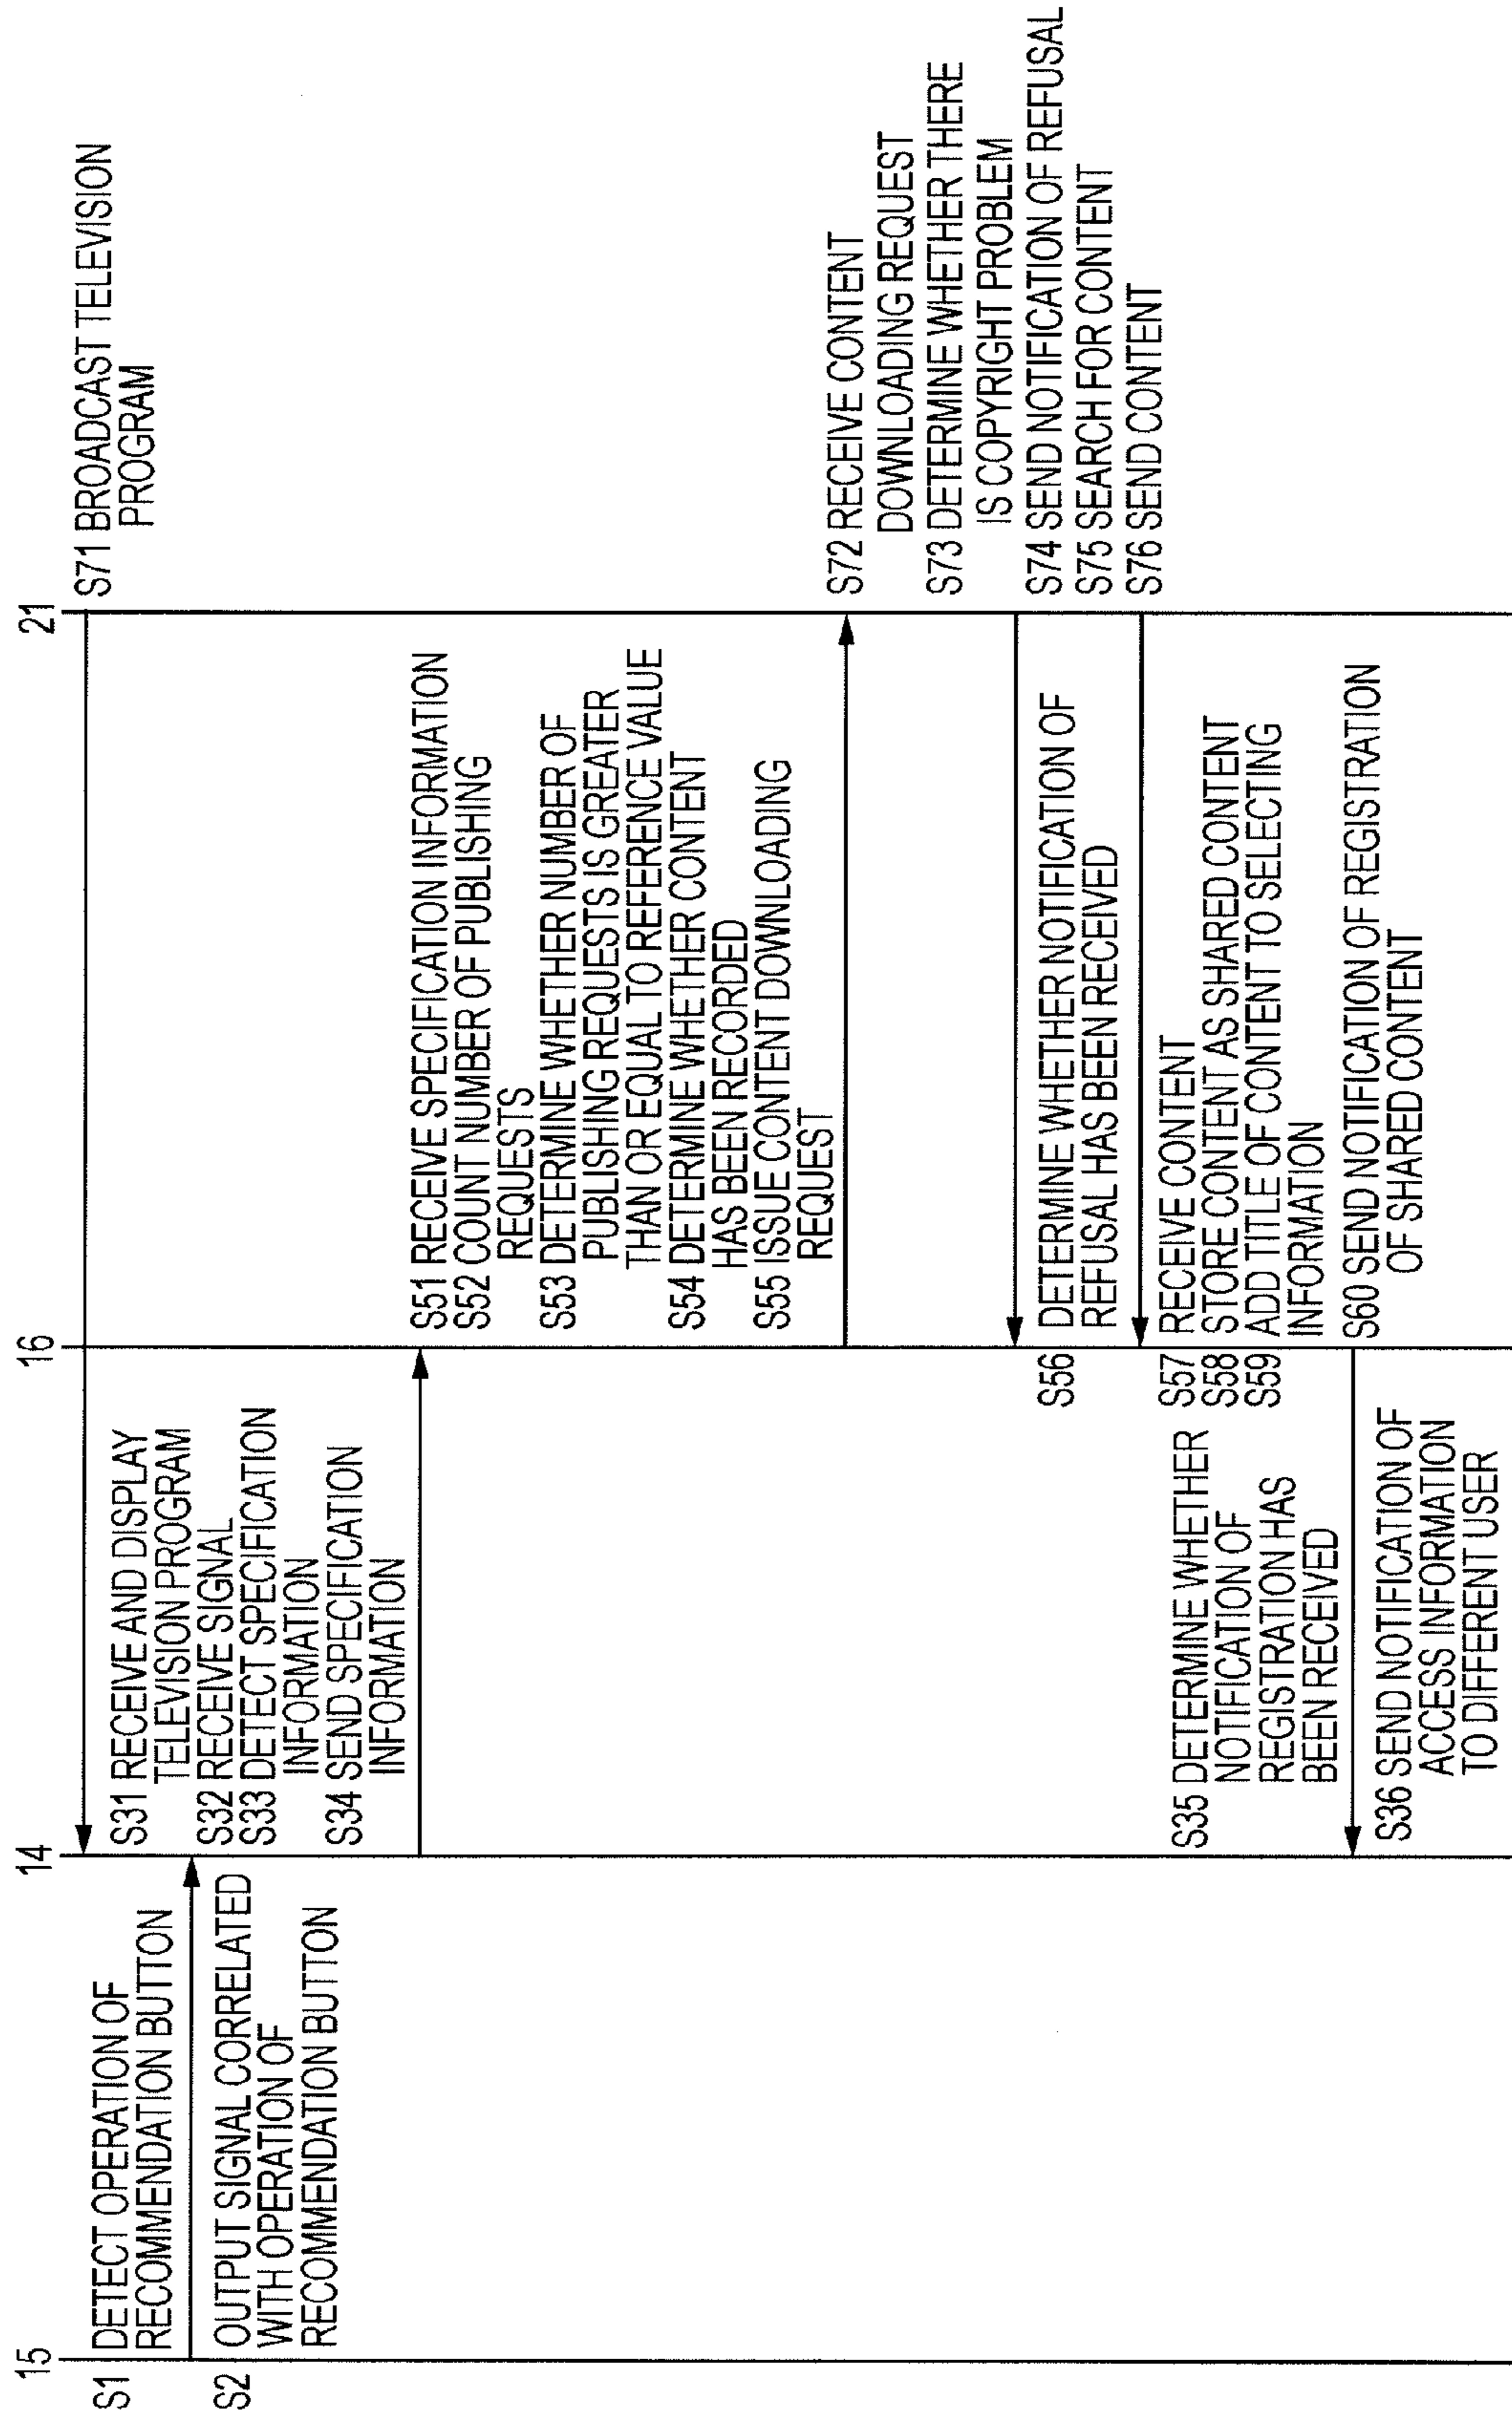 15
S1 DETECT OPERATION OF
RECOMMENDATION BUTTON
S2 OUTPUT SIGNAL CORRELATED
WITH OPERATION OF
RECOMMENDATION BUTTON
14
S31 RECEIVE AND DISPLAY
TELEVISION PROGRAM
S32 RECEIVE SIGNAL
S33 DETECT SPECIFICATION
INFORMATION
S34 SEND SPECIFICATION
INFORMATION
S35 DETERMINE WHETHER
NOTIFICATION OF
REGISTRATION HAS
BEEN RECEIVED
S36 SEND NOTIFICATION OF
ACCESS INFORMATION
TO DIFFERENT USER
16
S51 RECEIVE SPECIFICATION INFORMATION
S52 COUNT NUMBER OF PUBLISHING
REQUESTS
S53 DETERMINE WHETHER NUMBER OF
PUBLISHING REQUESTS IS GREATER
THAN OR EQUAL TO REFERENCE VALUE
S54 DETERMINE WHETHER CONTENT
HAS BEEN RECORDED
S55 ISSUE CONTENT DOWNLOADING
REQUEST
S56 DETERMINE WHETHER NOTIFICATION OF
REFUSAL HAS BEEN RECEIVED
S57 RECEIVE CONTENT
S58 STORE CONTENT AS SHARED CONTENT
S59 ADD TITLE OF CONTENT TO SELECTING
INFORMATION
S60 SEND NOTIFICATION OF REGISTRATION
OF SHARED CONTENT
21
S71 BROADCAST TELEVISION
PROGRAM
S72 RECEIVE CONTENT
DOWNLOADING REQUEST
S73 DETERMINE WHETHER THERE
IS COPYRIGHT PROBLEM
S74 SEND NOTIFICATION OF REFUSAL
S75 SEARCH FOR CONTENT
S76 SEND CONTENT